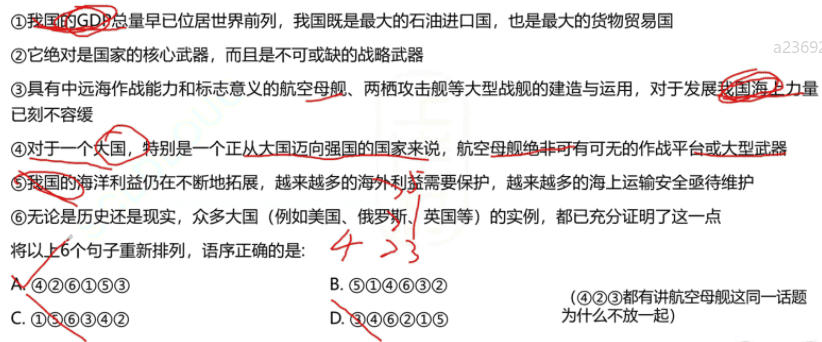 ①我国的GDP总量早已位居世界前列，我国既是最大的石油进口国，也是最大的货物贸易国
a23692
②它绝对是国家的核心武器，而且是不可或缺的战略武器
③具有中远海作战能力和标志意义的航空母舰、两栖攻击舰等大型战舰的建造与运用，对于发展我国海上力量
已刻不容缓
④对于一个大国，特别是一个正从大国迈向强国的国家来说，航空母舰绝非可有可无的作战平台或大型武器
⑤我国的海洋利益仍在不断地拓展，越来越多的海外利益需要保护，越来越多的海上运输安全亟待维护
⑥无论是历史还是现实，众多大国（例如美国、俄罗斯、英国等）的实例，都已充分证明了这一点
将以上6个句子重新排列，语序正确的是:
4 2 3
A. ④②⑥①⑤③
B. ⑤①④⑥③②
C. ①⑤⑥③④②
D. ③④⑥②①⑤
（④②③都有讲航空母舰这同一话题
为什么不放一起）